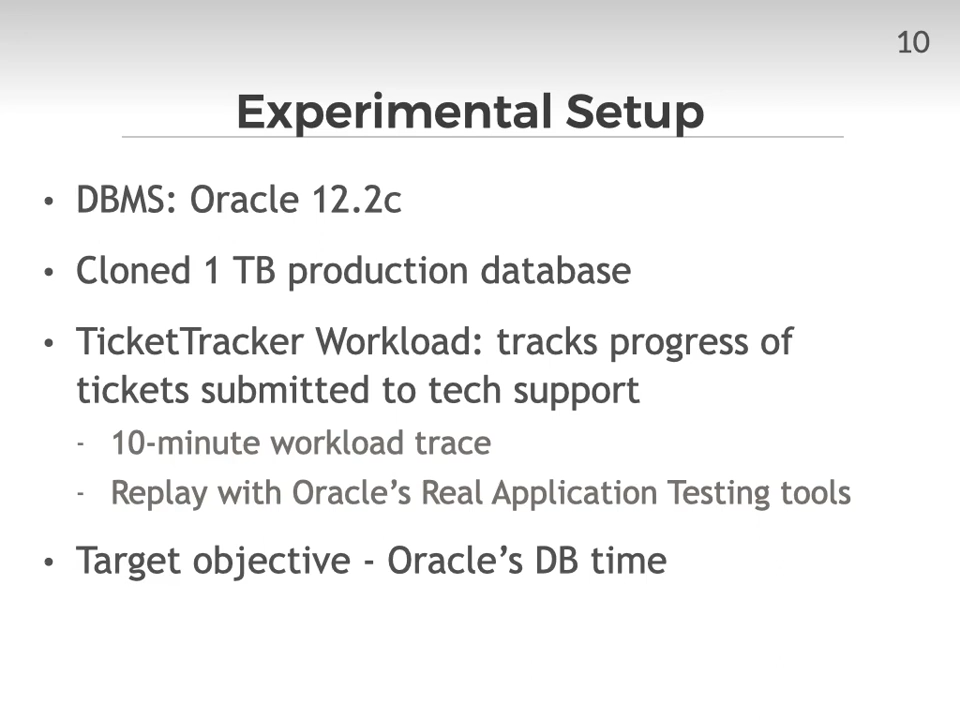 10
Experimental Setup
• DBMS: Oracle 12.2c
• Cloned 1 TB production database
• TicketTracker Workload: tracks progress of
tickets submitted to tech support
- 10-minute workload trace
- Replay with Oracle’s Real Application Testing tools
• Target objective - Oracle’s DB time